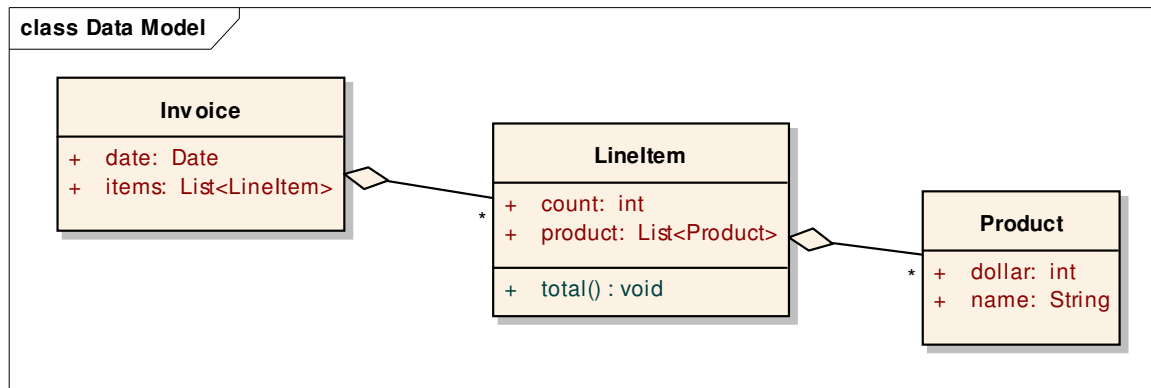 class Data Model
Invoice
+ date: Date
+ items: List<LineItem>
*
LineItem
+ count: int
+ product: List<Product>
+ total() : void
*
Product
+ dollar: int
+ name: String